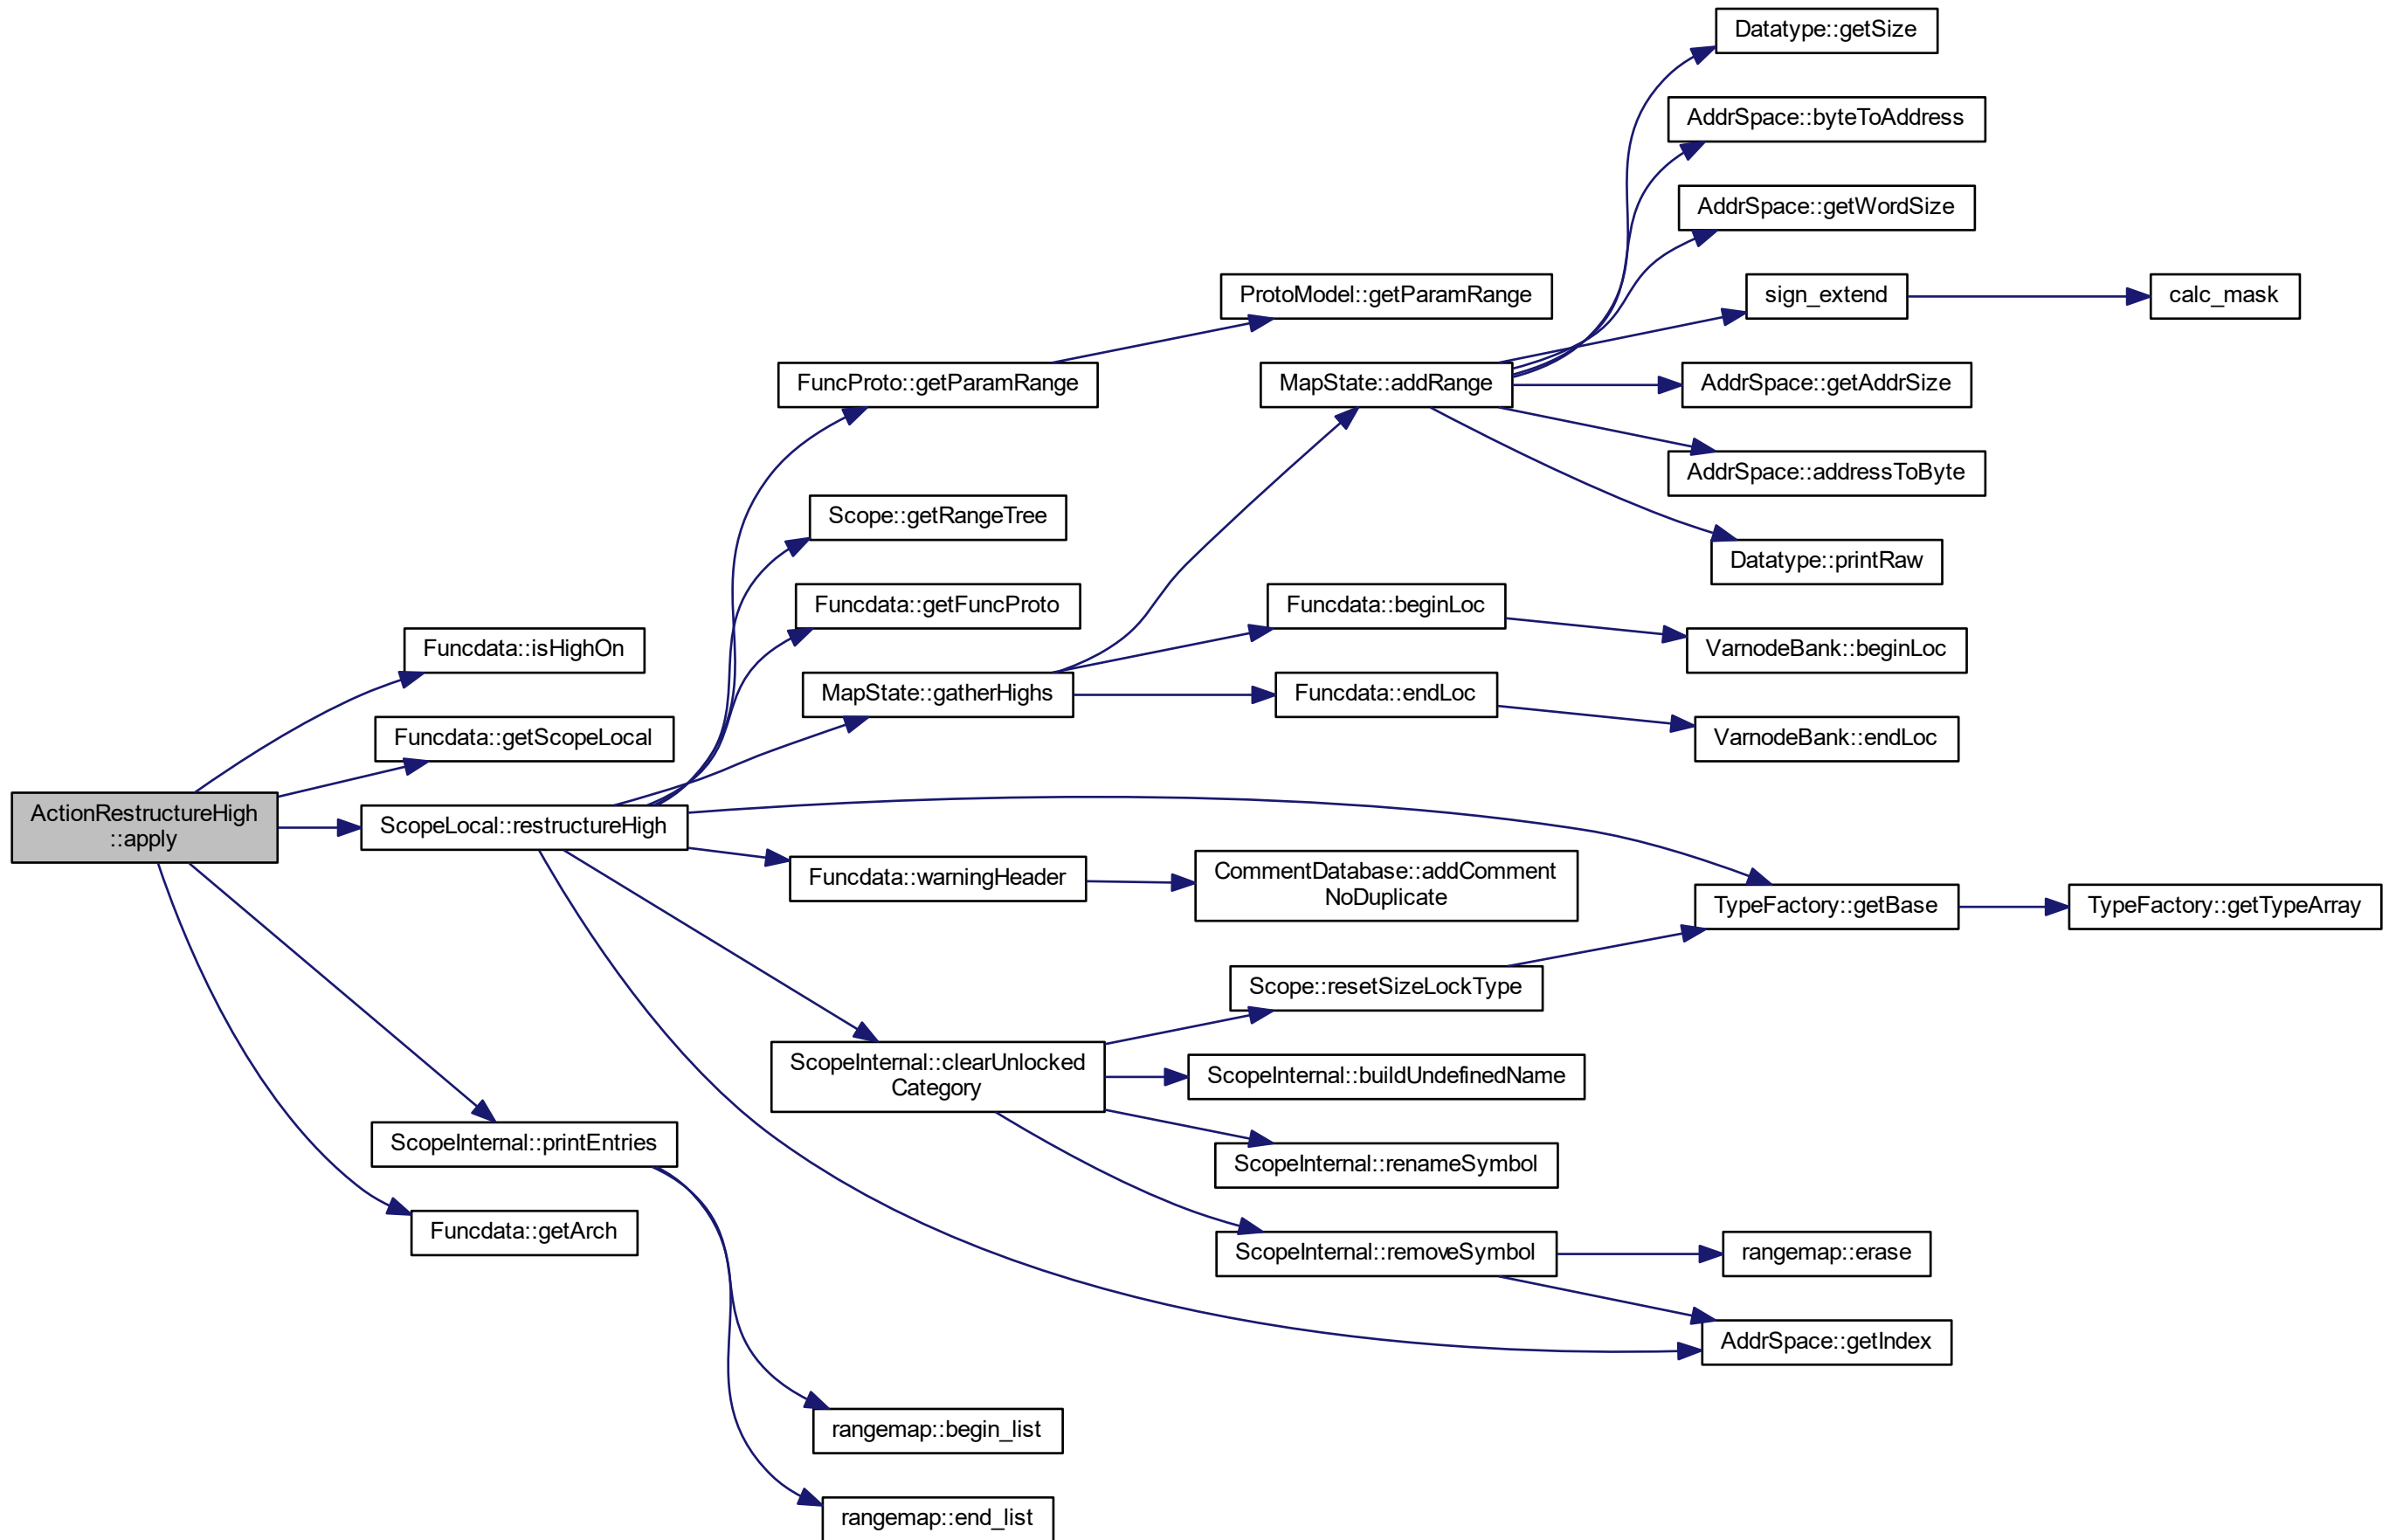 Datatype::getSize
AddrSpace::byteToAddress
AddrSpace::getWordSize
ProtoModel::getParamRange
sign_extend
calc_mask
FuncProto::getParamRange
MapState::addRange
AddrSpace::getAddrSize
AddrSpace::addressToByte
Scope::getRangeTree
Datatype::printRaw
Funcdata::getFuncProto
Funcdata::beginLoc
Funcdata::isHighOn
VarnodeBank::beginLoc
MapState::gatherHighs
Funcdata::endLoc
Funcdata::getScopeLocal
VarnodeBank::endLoc
ActionRestructureHigh
::apply
ScopeLocal::restructureHigh
Funcdata::warningHeader
CommentDatabase::addComment
NoDuplicate
TypeFactory::getBase
TypeFactory::getTypeArray
Scope::resetSizeLockType
ScopeInternal::clearUnlocked
Category
ScopeInternal::buildUndefinedName
ScopeInternal::printEntries
ScopeInternal::renameSymbol
Funcdata::getArch
ScopeInternal::removeSymbol
rangemap::erase
AddrSpace::getIndex
rangemap::begin_list
rangemap::end_list